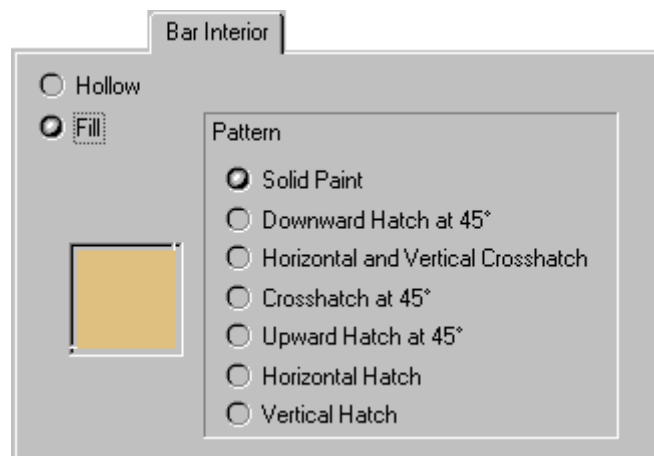 Bar Interior
Hollow
Fill
Pattern
Solid Paint
Downward Hatch at 45°
Horizontal and Vertical Crosshatch
Crosshatch at 45°
Upward Hatch at 45°
Horizontal Hatch
Vertical Hatch